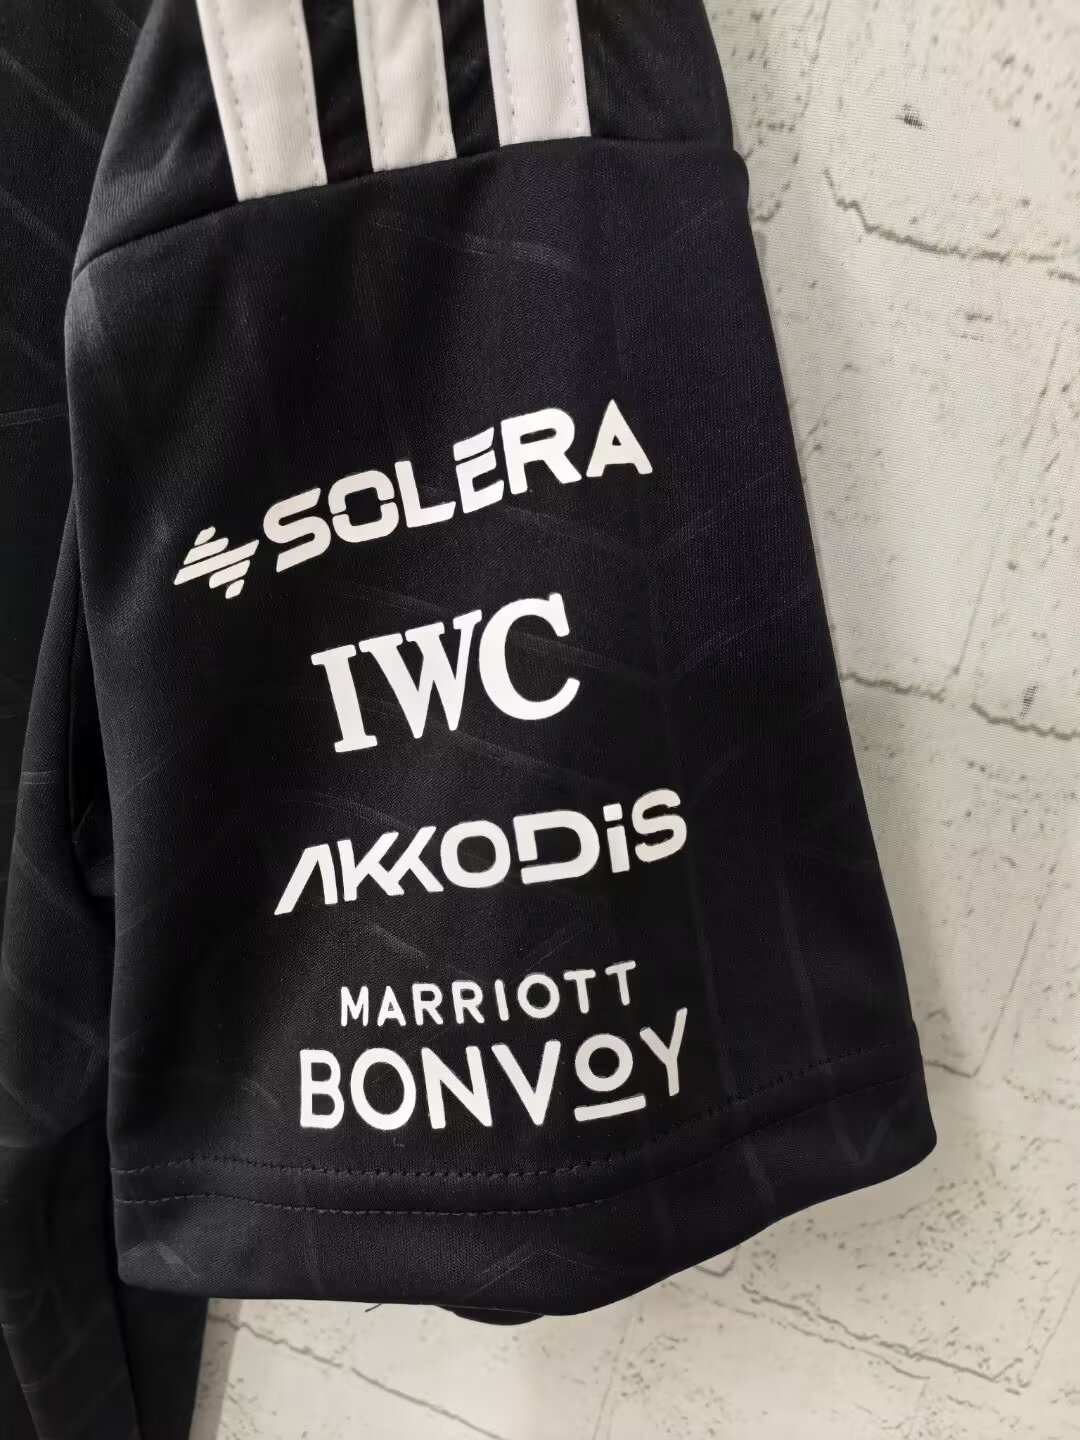 SOLERA
IWC
AKKODiS
MARRIOTT
BONVOY